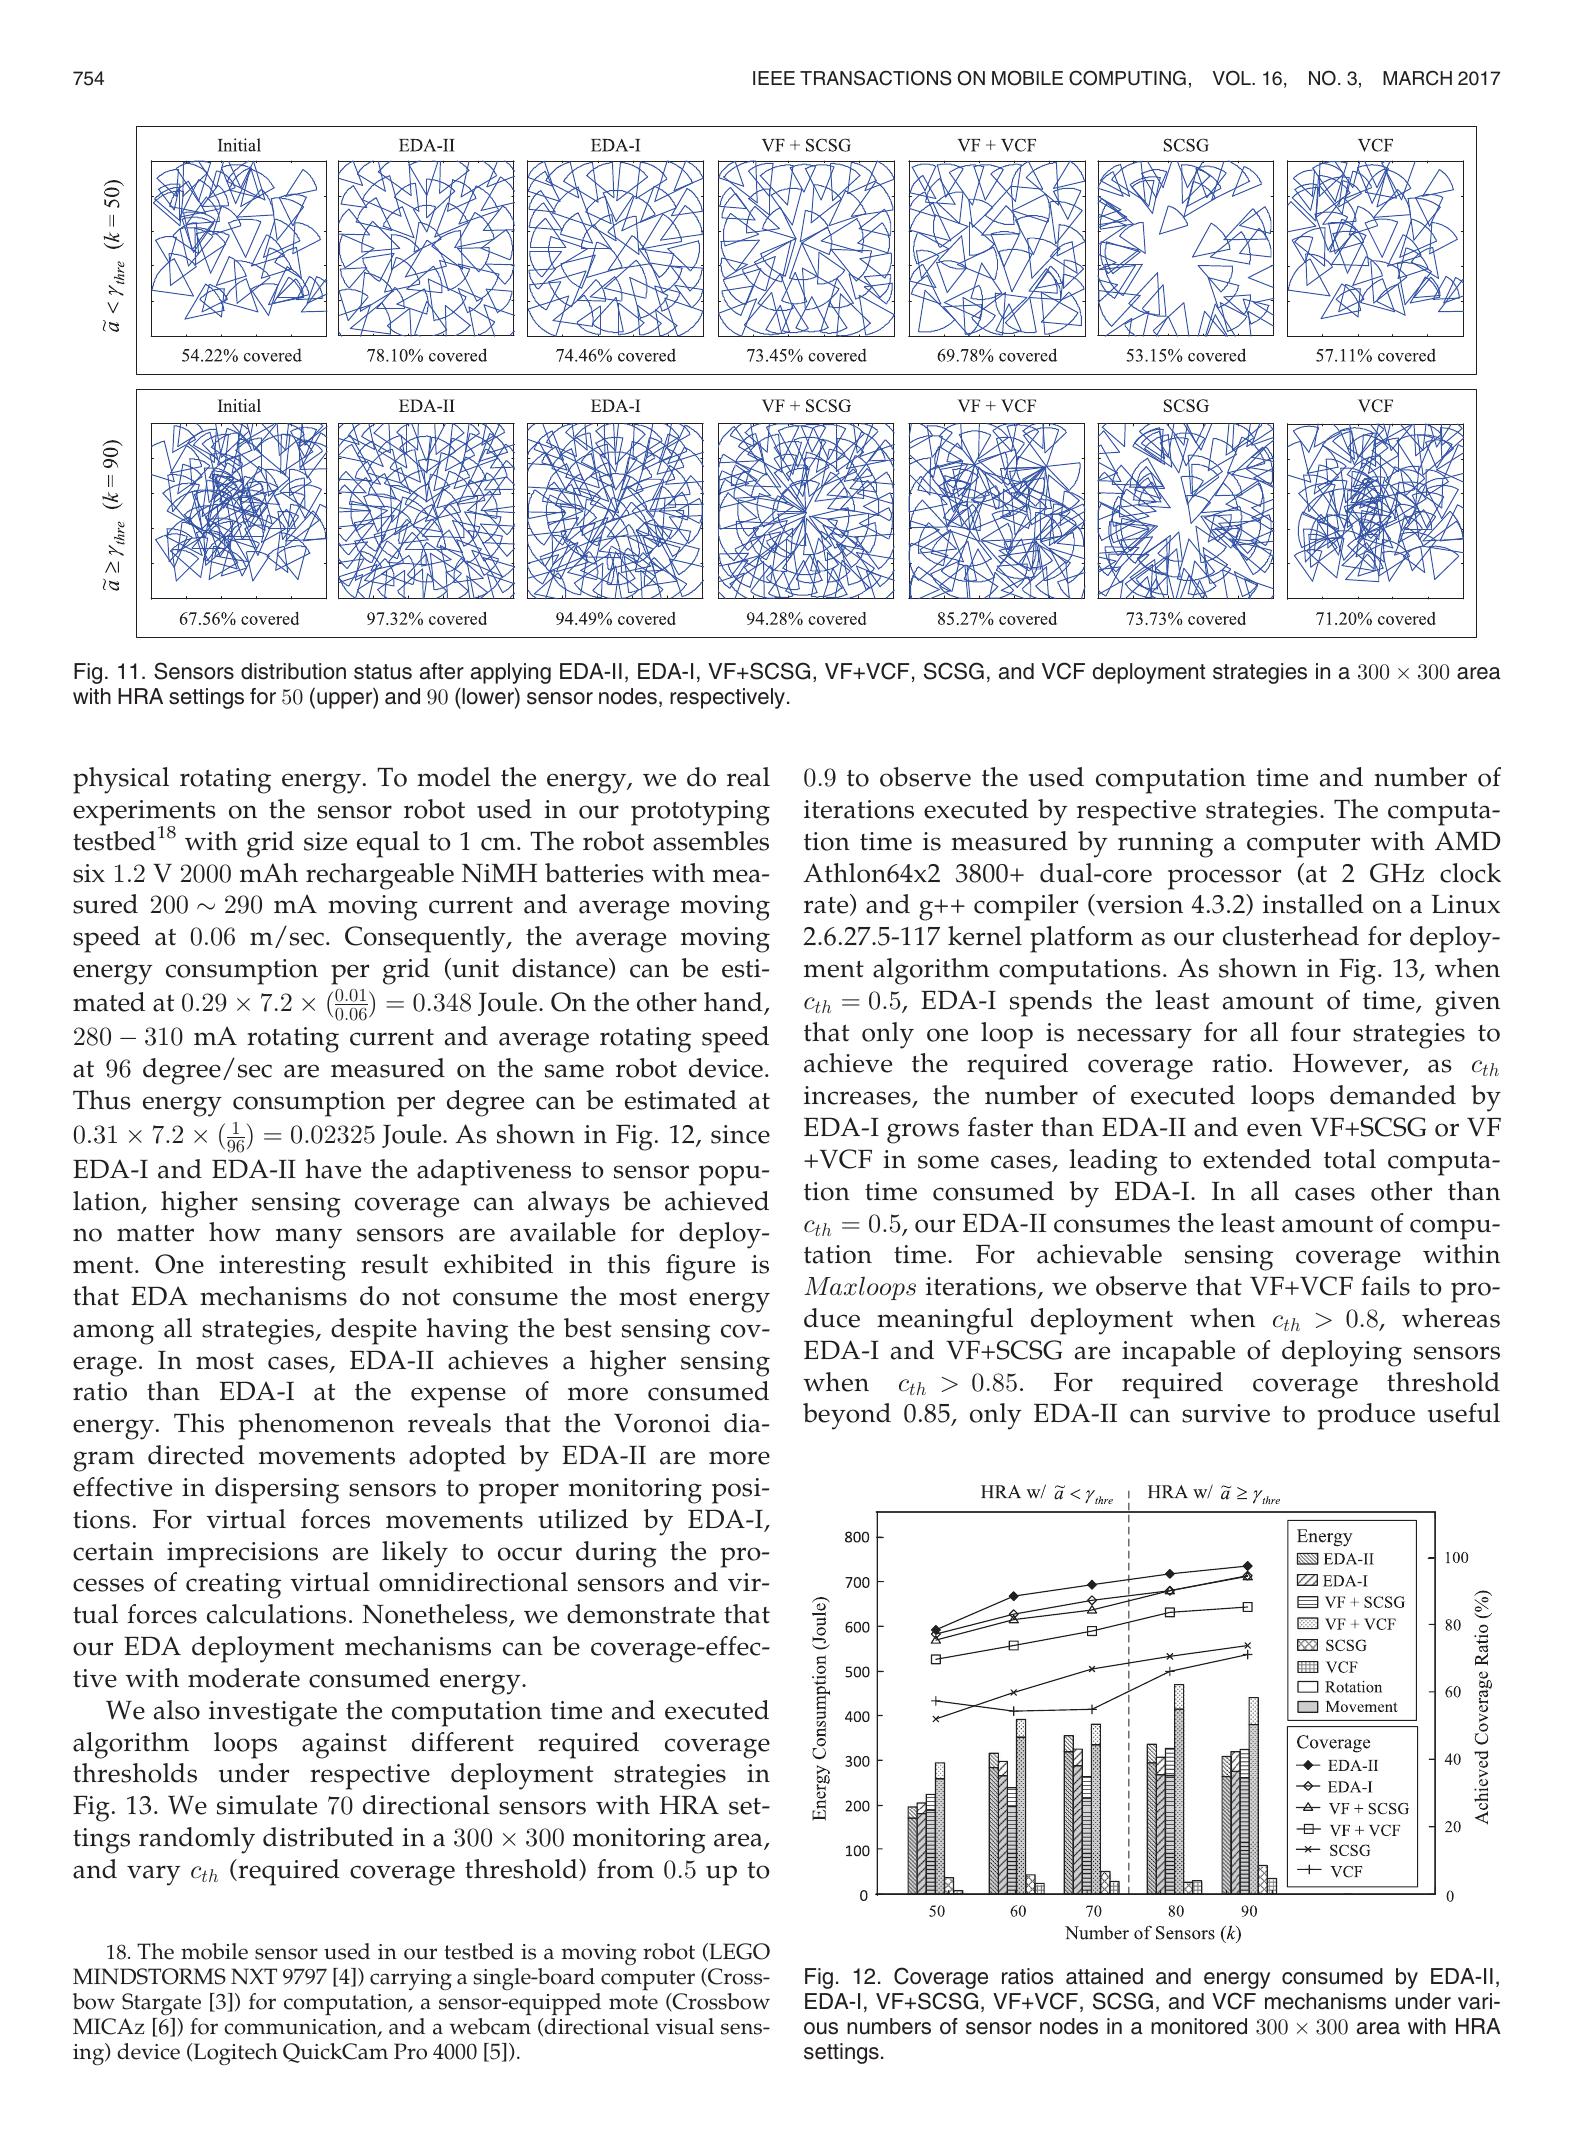 754
IEEE TRANSACTIONS ON MOBILE COMPUTING, VOL. 16, NO. 3, MARCH 2017
Initial EDA-II EDA-I VF + SCSG VF + VCF SCSG VCF
ã < γthre (k = 50)
54.22% covered 78.10% covered 74.46% covered 73.45% covered 69.78% covered 53.15% covered 57.11% covered
Initial EDA-II EDA-I VF + SCSG VF + VCF SCSG VCF
ã ≥ γthre (k = 90)
67.56% covered 97.32% covered 94.49% covered 94.28% covered 85.27% covered 73.73% covered 71.20% covered
Fig. 11. Sensors distribution status after applying EDA-II, EDA-I, VF+SCSG, VF+VCF, SCSG, and VCF deployment strategies in a 300 × 300 area
with HRA settings for 50 (upper) and 90 (lower) sensor nodes, respectively.
physical rotating energy. To model the energy, we do real
experiments on the sensor robot used in our prototyping
testbed18 with grid size equal to 1 cm. The robot assembles
six 1.2 V 2000 mAh rechargeable NiMH batteries with mea-
sured 200 ∼ 290 mA moving current and average moving
speed at 0.06 m/sec. Consequently, the average moving
energy consumption per grid (unit distance) can be esti-
mated at 0.29 × 7.2 × (0.01/0.06) = 0.348 Joule. On the other hand,
280 − 310 mA rotating current and average rotating speed
at 96 degree/sec are measured on the same robot device.
Thus energy consumption per degree can be estimated at
0.31 × 7.2 × (1/96) = 0.02325 Joule. As shown in Fig. 12, since
EDA-I and EDA-II have the adaptiveness to sensor popu-
lation, higher sensing coverage can always be achieved
no matter how many sensors are available for deploy-
ment. One interesting result exhibited in this figure is
that EDA mechanisms do not consume the most energy
among all strategies, despite having the best sensing cov-
erage. In most cases, EDA-II achieves a higher sensing
ratio than EDA-I at the expense of more consumed
energy. This phenomenon reveals that the Voronoi dia-
gram directed movements adopted by EDA-II are more
effective in dispersing sensors to proper monitoring posi-
tions. For virtual forces movements utilized by EDA-I,
certain imprecisions are likely to occur during the pro-
cesses of creating virtual omnidirectional sensors and vir-
tual forces calculations. Nonetheless, we demonstrate that
our EDA deployment mechanisms can be coverage-effec-
tive with moderate consumed energy.
We also investigate the computation time and executed
algorithm loops against different required coverage
thresholds under respective deployment strategies in
Fig. 13. We simulate 70 directional sensors with HRA set-
tings randomly distributed in a 300 × 300 monitoring area,
and vary cth (required coverage threshold) from 0.5 up to
18. The mobile sensor used in our testbed is a moving robot (LEGO
MINDSTORMS NXT 9797 [4]) carrying a single-board computer (Cross-
bow Stargate [3]) for computation, a sensor-equipped mote (Crossbow
MICAz [6]) for communication, and a webcam (directional visual sens-
ing) device (Logitech QuickCam Pro 4000 [5]).
0.9 to observe the used computation time and number of
iterations executed by respective strategies. The computa-
tion time is measured by running a computer with AMD
Athlon64x2 3800+ dual-core processor (at 2 GHz clock
rate) and g++ compiler (version 4.3.2) installed on a Linux
2.6.27.5-117 kernel platform as our clusterhead for deploy-
ment algorithm computations. As shown in Fig. 13, when
cth = 0.5, EDA-I spends the least amount of time, given
that only one loop is necessary for all four strategies to
achieve the required coverage ratio. However, as cth
increases, the number of executed loops demanded by
EDA-I grows faster than EDA-II and even VF+SCSG or VF
+VCF in some cases, leading to extended total computa-
tion time consumed by EDA-I. In all cases other than
cth = 0.5, our EDA-II consumes the least amount of compu-
tation time. For achievable sensing coverage within
Maxloops iterations, we observe that VF+VCF fails to pro-
duce meaningful deployment when cth > 0.8, whereas
EDA-I and VF+SCSG are incapable of deploying sensors
when cth > 0.85. For required coverage threshold
beyond 0.85, only EDA-II can survive to produce useful
HRA w/ ã < γthre HRA w/ ã ≥ γthre
Energy Consumption (Joule)
800
700
600
500
400
300
200
100
0
50 60 70 80 90
Number of Sensors (k)
Energy
EDA-II
EDA-I
VF + SCSG
VF + VCF
SCSG
VCF
Rotation
Movement
Coverage
EDA-II
EDA-I
VF + SCSG
VF + VCF
SCSG
VCF
100
80
60
40
20
0
Achieved Coverage Ratio (%)
Fig. 12. Coverage ratios attained and energy consumed by EDA-II,
EDA-I, VF+SCSG, VF+VCF, SCSG, and VCF mechanisms under vari-
ous numbers of sensor nodes in a monitored 300 × 300 area with HRA
settings.